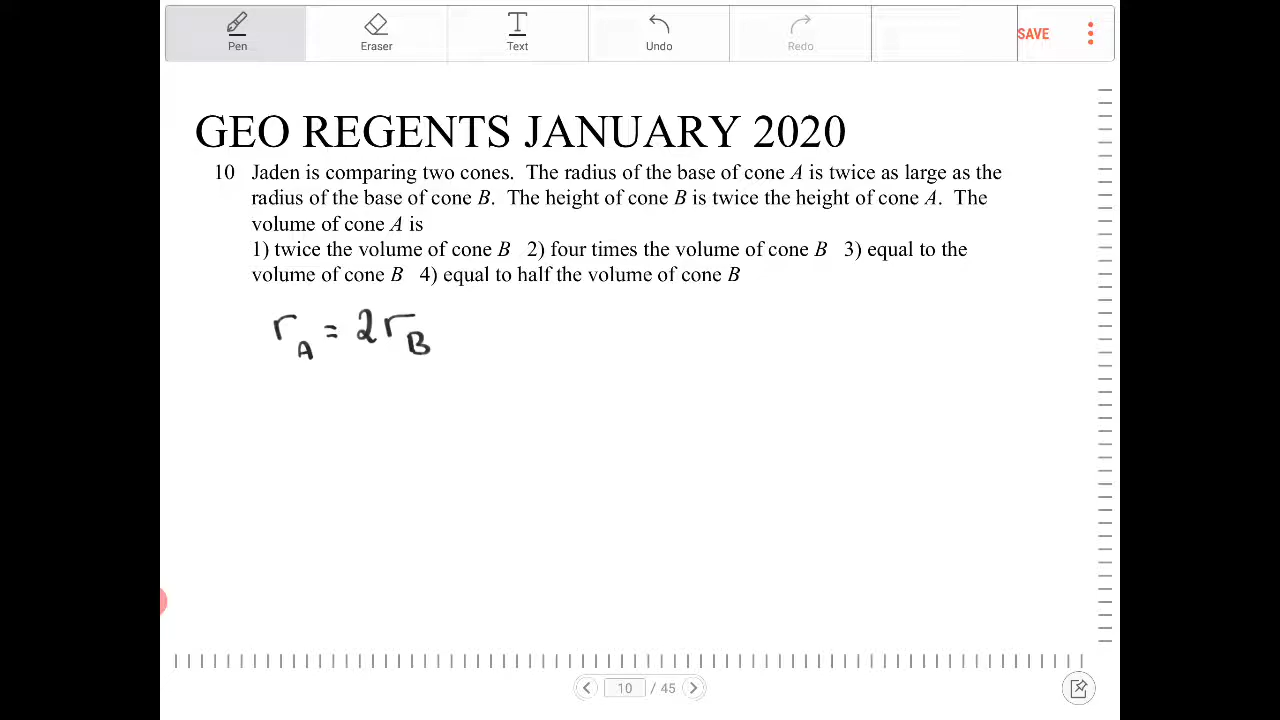 Pen Eraser Text Undo Redo SAVE
GEO REGENTS JANUARY 2020
10 Jaden is comparing two cones. The radius of the base of cone A is twice as large as the
radius of the base of cone B. The height of cone B is twice the height of cone A. The
volume of cone A is
1) twice the volume of cone B 2) four times the volume of cone B 3) equal to the
volume of cone B 4) equal to half the volume of cone B
r_A = 2r_B
10 / 45